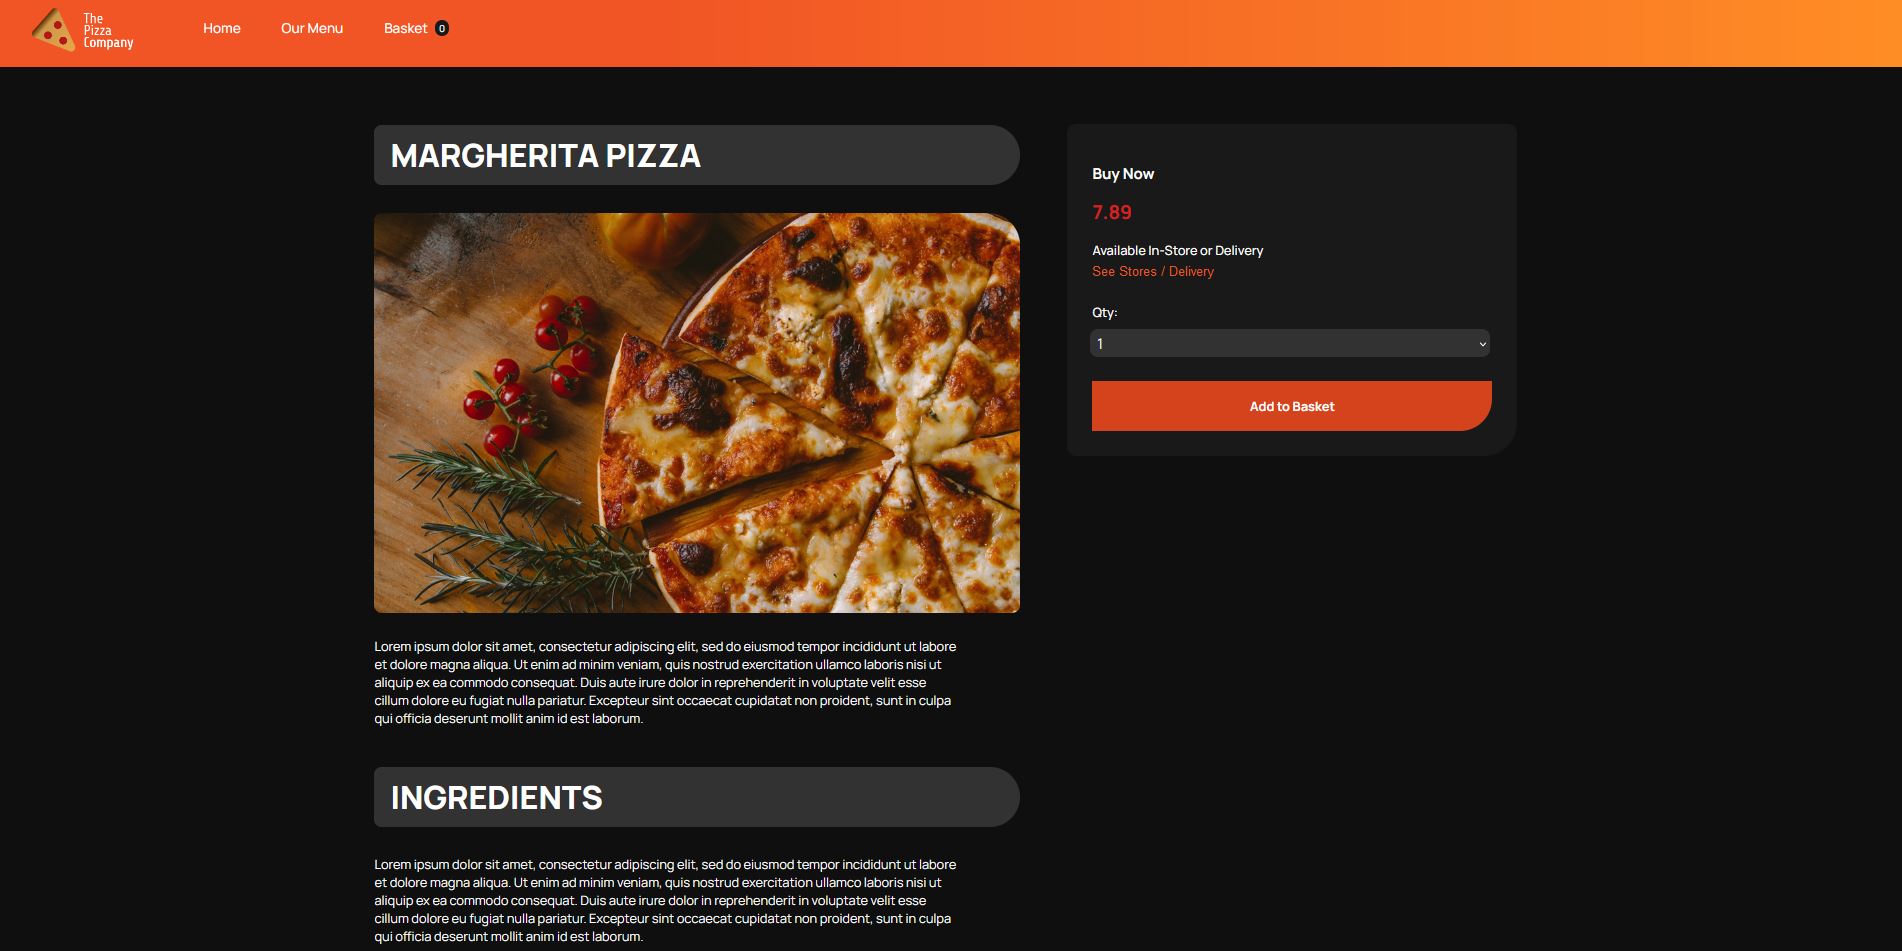 The
Pizza
Company
Home
Our Menu
Basket 0
MARGHERITA PIZZA
Lorem ipsum dolor sit amet, consectetur adipiscing elit, sed do eiusmod tempor incididunt ut labore
et dolore magna aliqua. Ut enim ad minim veniam, quis nostrud exercitation ullamco laboris nisi ut
aliquip ex ea commodo consequat. Duis aute irure dolor in reprehenderit in voluptate velit esse
cillum dolore eu fugiat nulla pariatur. Excepteur sint occaecat cupidatat non proident, sunt in culpa
qui officia deserunt mollit anim id est laborum.
INGREDIENTS
Lorem ipsum dolor sit amet, consectetur adipiscing elit, sed do eiusmod tempor incididunt ut labore
et dolore magna aliqua. Ut enim ad minim veniam, quis nostrud exercitation ullamco laboris nisi ut
aliquip ex ea commodo consequat. Duis aute irure dolor in reprehenderit in voluptate velit esse
cillum dolore eu fugiat nulla pariatur. Excepteur sint occaecat cupidatat non proident, sunt in culpa
qui officia deserunt mollit anim id est laborum.
Buy Now
7.89
Available In-Store or Delivery
See Stores / Delivery
Qty:
1
Add to Basket